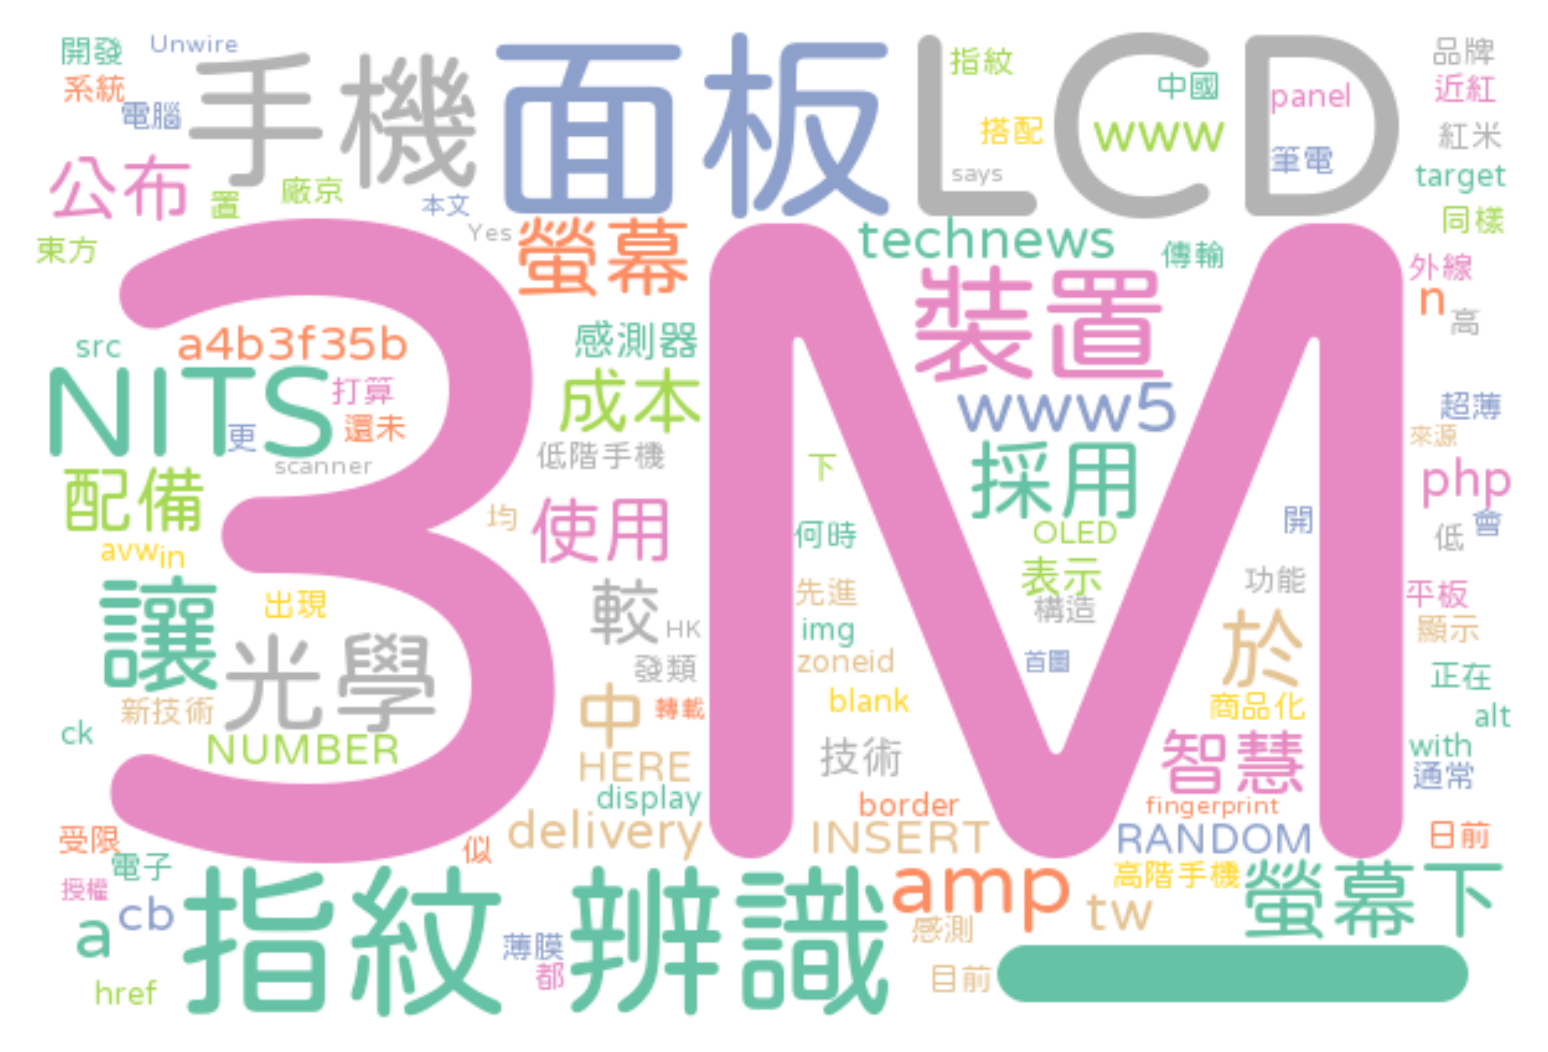 開發 Unwire 手機 面板 LCD 指紋 中國 panel 品牌
系統 電腦 搭配 www 筆電 近紅
公布 置 廠京 本文 says 紅米
target
東方 Yes 螢幕 technews 傳輸 同樣
3M
外線
裝置 n 高
src a4b3f35b 感測器
NITS 打算 成本 www5 超薄
更 還未 來源
scanner 低階手機 下 採用 php
配備 均 使用 何時 OLED 開 低 會
avw in 表示
讓 出現 較 先進 構造 功能 平板
光學 HK img 於 顯示
發類 zoneid 首圖 正在
新技術 中 轉載 blank 商品化 alt
ck NUMBER 技術 智慧 with
HERE 通常
display border fingerprint
受限 似 delivery INSERT RANDOM 日前
電子 指紋 辨識 amp 高階手機 螢幕下
授權 a cb 感測 tw
薄膜
href 都 目前